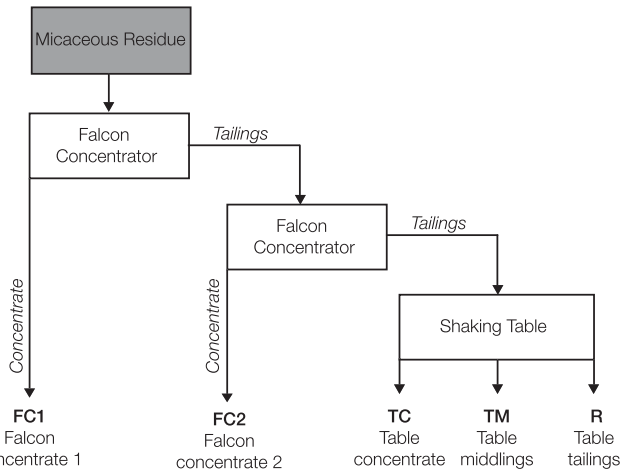 Micaceous Residue
Falcon
Concentrator
Tailings
Falcon
Concentrator
Tailings
Shaking Table
Concentrate
Concentrate
FC1
Falcon
ncentrate 1
FC2
Falcon
concentrate 2
TC
Table
concentrate
TM
Table
middlings
R
Table
tailings